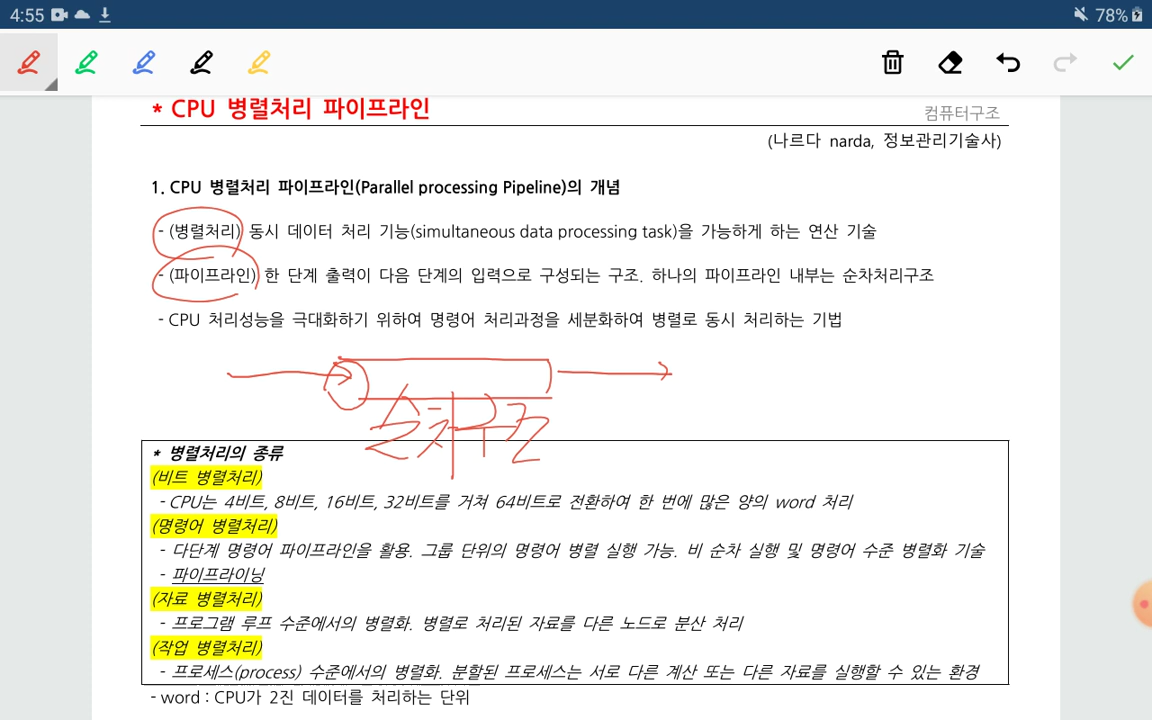 4:55
78%
* CPU 병렬처리 파이프라인
컴퓨터구조
(나르다 narda, 정보관리기술사)
1. CPU 병렬처리 파이프라인(Parallel processing Pipeline)의 개념
- (병렬처리) 동시 데이터 처리 기능(simultaneous data processing task)을 가능하게 하는 연산 기술
- (파이프라인) 한 단계 출력이 다음 단계의 입력으로 구성되는 구조. 하나의 파이프라인 내부는 순차처리구조
- CPU 처리성능을 극대화하기 위하여 명령어 처리과정을 세분화하여 병렬로 동시 처리하는 기법
순차구조
* 병렬처리의 종류
(비트 병렬처리)
- CPU는 4비트, 8비트, 16비트, 32비트를 거쳐 64비트로 전환하여 한 번에 많은 양의 word 처리
(명령어 병렬처리)
- 다단계 명령어 파이프라인을 활용. 그룹 단위의 명령어 병렬 실행 가능. 비 순차 실행 및 명령어 수준 병렬화 기술
- 파이프라이닝
(자료 병렬처리)
- 프로그램 루프 수준에서의 병렬화. 병렬로 처리된 자료를 다른 노드로 분산 처리
(작업 병렬처리)
- 프로세스(process) 수준에서의 병렬화. 분할된 프로세스는 서로 다른 계산 또는 다른 자료를 실행할 수 있는 환경
- word : CPU가 2진 데이터를 처리하는 단위